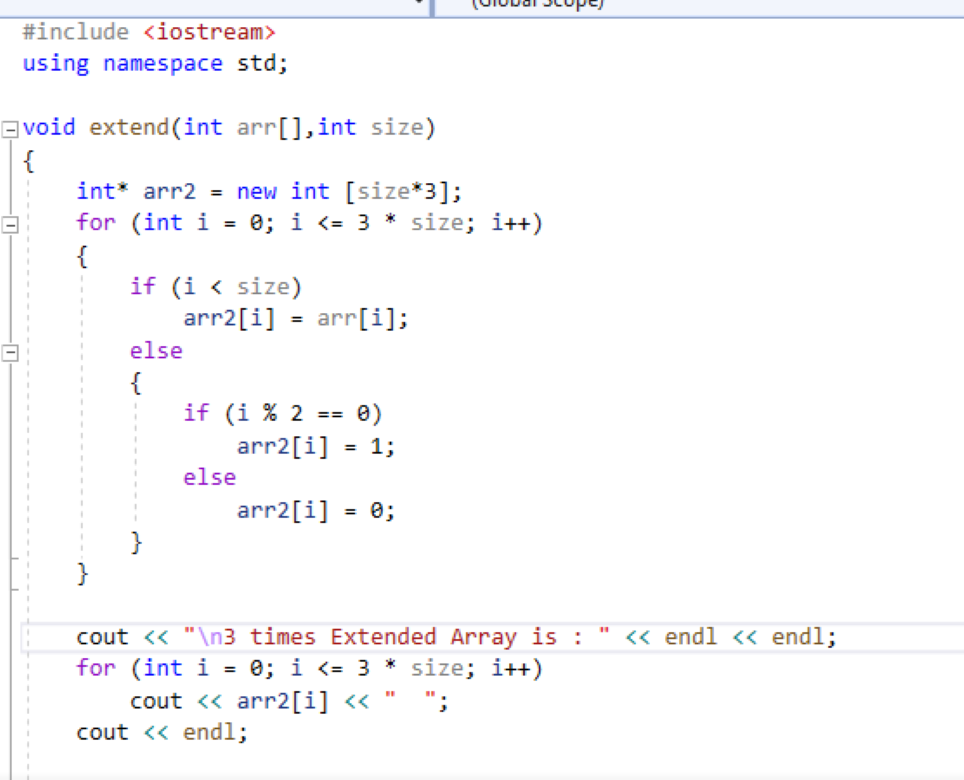 (Global Scope)
#include <iostream>
using namespace std;
void extend(int arr[],int size)
{
int* arr2 = new int [size*3];
for (int i = 0; i <= 3 * size; i++)
{
if (i < size)
arr2[i] = arr[i];
else
{
if (i % 2 == 0)
arr2[i] = 1;
else
arr2[i] = 0;
}
}
cout << "\n3 times Extended Array is : " << endl << endl;
for (int i = 0; i <= 3 * size; i++)
cout << arr2[i] << "  ";
cout << endl;